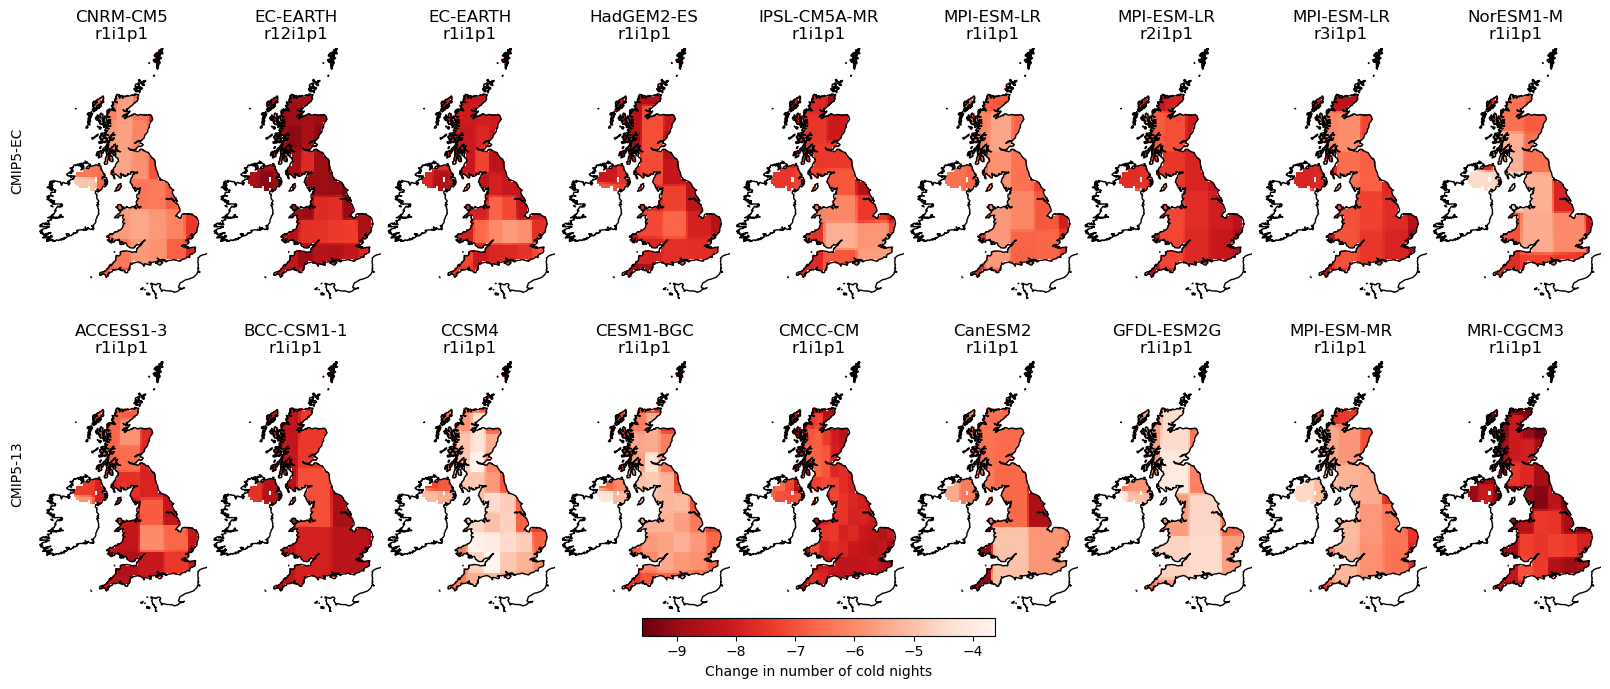 CNRM-CM5 EC-EARTH EC-EARTH HadGEM2-ES IPSL-CM5A-MR MPI-ESM-LR MPI-ESM-LR MPI-ESM-LR NorESM1-M
r1i1p1 r12i1p1 r1i1p1 r1i1p1 r1i1p1 r1i1p1 r2i1p1 r3i1p1 r1i1p1
CMIP5-EC
ACCESS1-3 BCC-CSM1-1 CCSM4 CESM1-BGC CMCC-CM CanESM2 GFDL-ESM2G MPI-ESM-MR MRI-CGCM3
r1i1p1 r1i1p1 r1i1p1 r1i1p1 r1i1p1 r1i1p1 r1i1p1 r1i1p1 r1i1p1
CMIP5-13
−9 −8 −7 −6 −5 −4
Change in number of cold nights